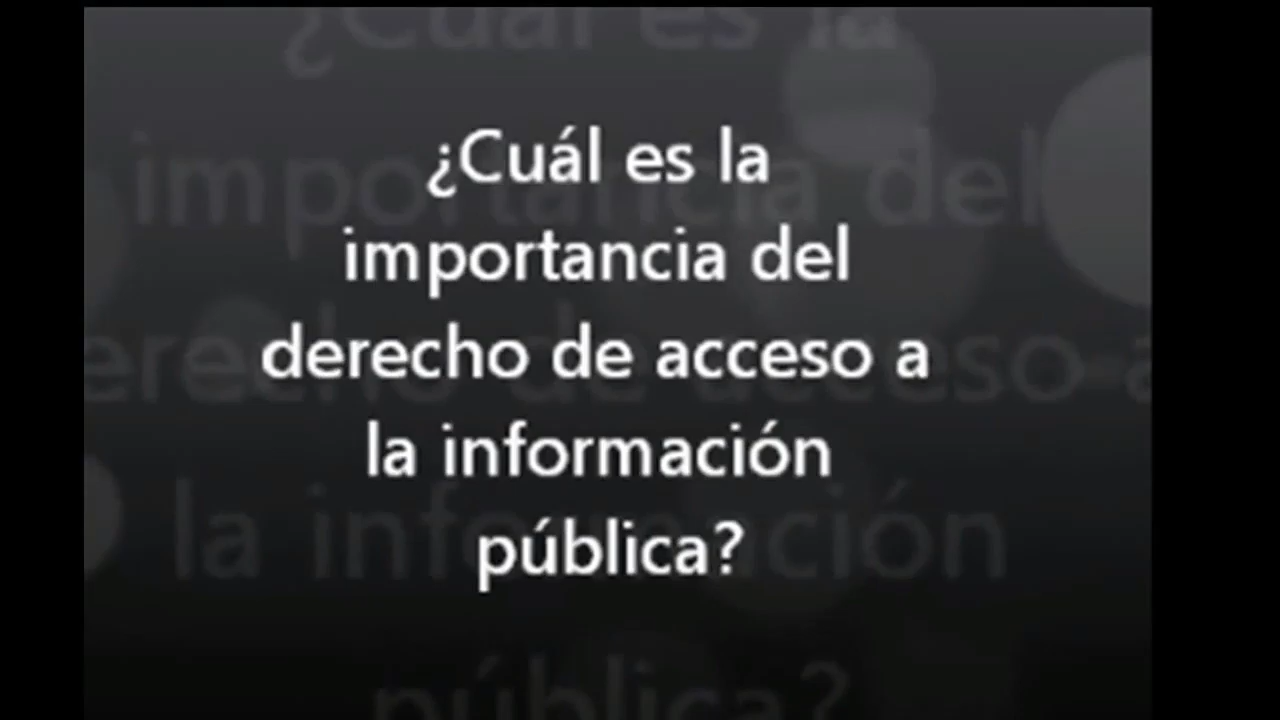 ¿Cuál es la
importancia del
derecho de acceso a
la información
pública?